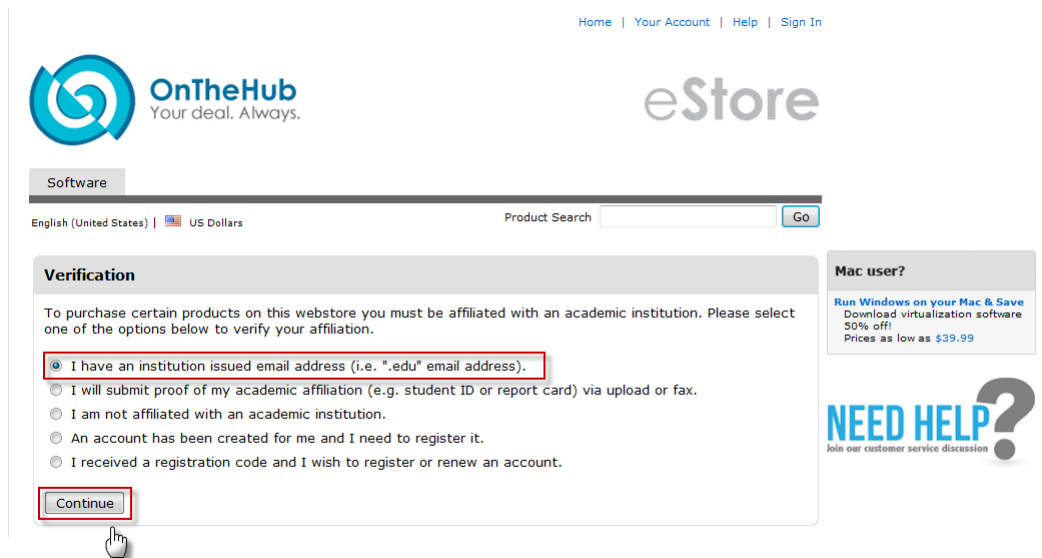 Home | Your Account | Help | Sign In
OnTheHub
Your deal. Always.
eStore
Software
English (United States) | US Dollars
Product Search
Go
Verification
To purchase certain products on this webstore you must be affiliated with an academic institution. Please select
one of the options below to verify your affiliation.
I have an institution issued email address (i.e. ".edu" email address).
I will submit proof of my academic affiliation (e.g. student ID or report card) via upload or fax.
I am not affiliated with an academic institution.
An account has been created for me and I need to register it.
I received a registration code and I wish to register or renew an account.
Continue
Mac user?
Run Windows on your Mac & Save
Download virtualization software
50% off!
Prices as low as $39.99
NEED HELP?
Join our customer service discussion